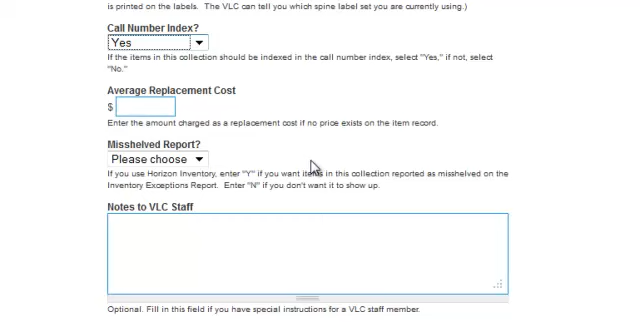 is printed on the labels. The VLC can tell you which spine label set you are currently using.)
Call Number Index?
Yes
If the items in this collection should be indexed in the call number index, select "Yes," if not, select
"No."
Average Replacement Cost
$
Enter the amount charged as a replacement cost if no price exists on the item record.
Misshelved Report?
Please choose
If you use Horizon Inventory, enter "Y" if you want items in this collection reported as misshelved on the
Inventory Exceptions Report. Enter "N" if you don't want it to show up.
Notes to VLC Staff
Optional. Fill in this field if you have special instructions for a VLC staff member.